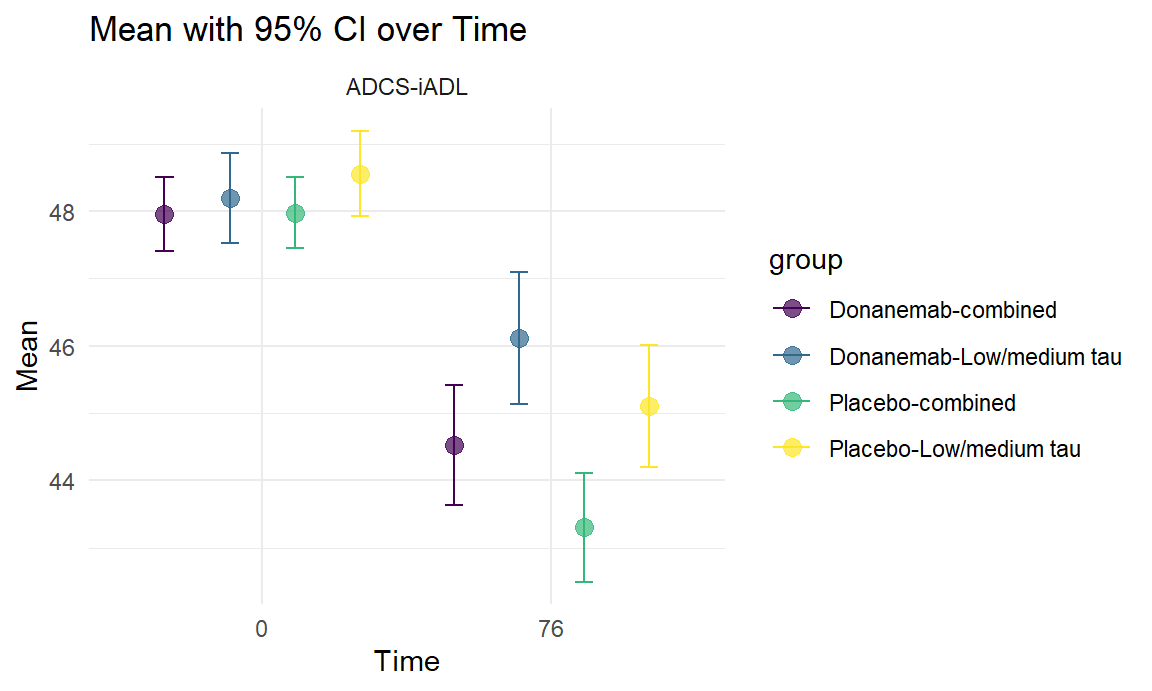 Mean with 95% CI over Time
ADCS-iADL
48
46
44
Mean
0
76
Time
group
Donanemab-combined
Donanemab-Low/medium tau
Placebo-combined
Placebo-Low/medium tau